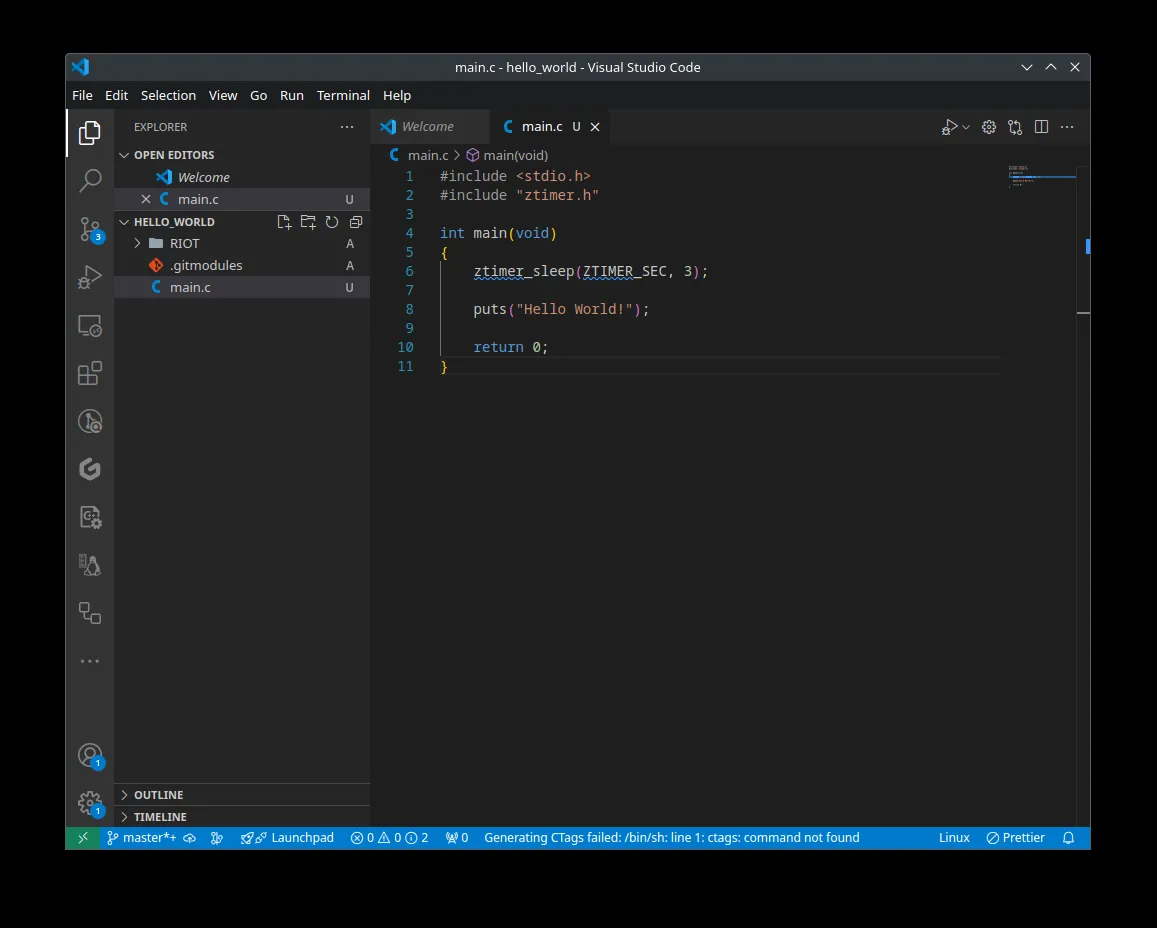 main.c - hello_world - Visual Studio Code
File Edit Selection View Go Run Terminal Help
EXPLORER
OPEN EDITORS
Welcome
main.c U
HELLO_WORLD
RIOT A
.gitmodules A
main.c U
OUTLINE
TIMELINE
3
1
1
Welcome
main.c U
main.c > main(void)
1 #include <stdio.h>
2 #include "ztimer.h"
3
4 int main(void)
5 {
6 ztimer_sleep(ZTIMER_SEC, 3);
7
8 puts("Hello World!");
9
10 return 0;
11 }
master*+ Launchpad 0 0 2 0 Generating CTags failed: /bin/sh: line 1: ctags: command not found Linux Prettier